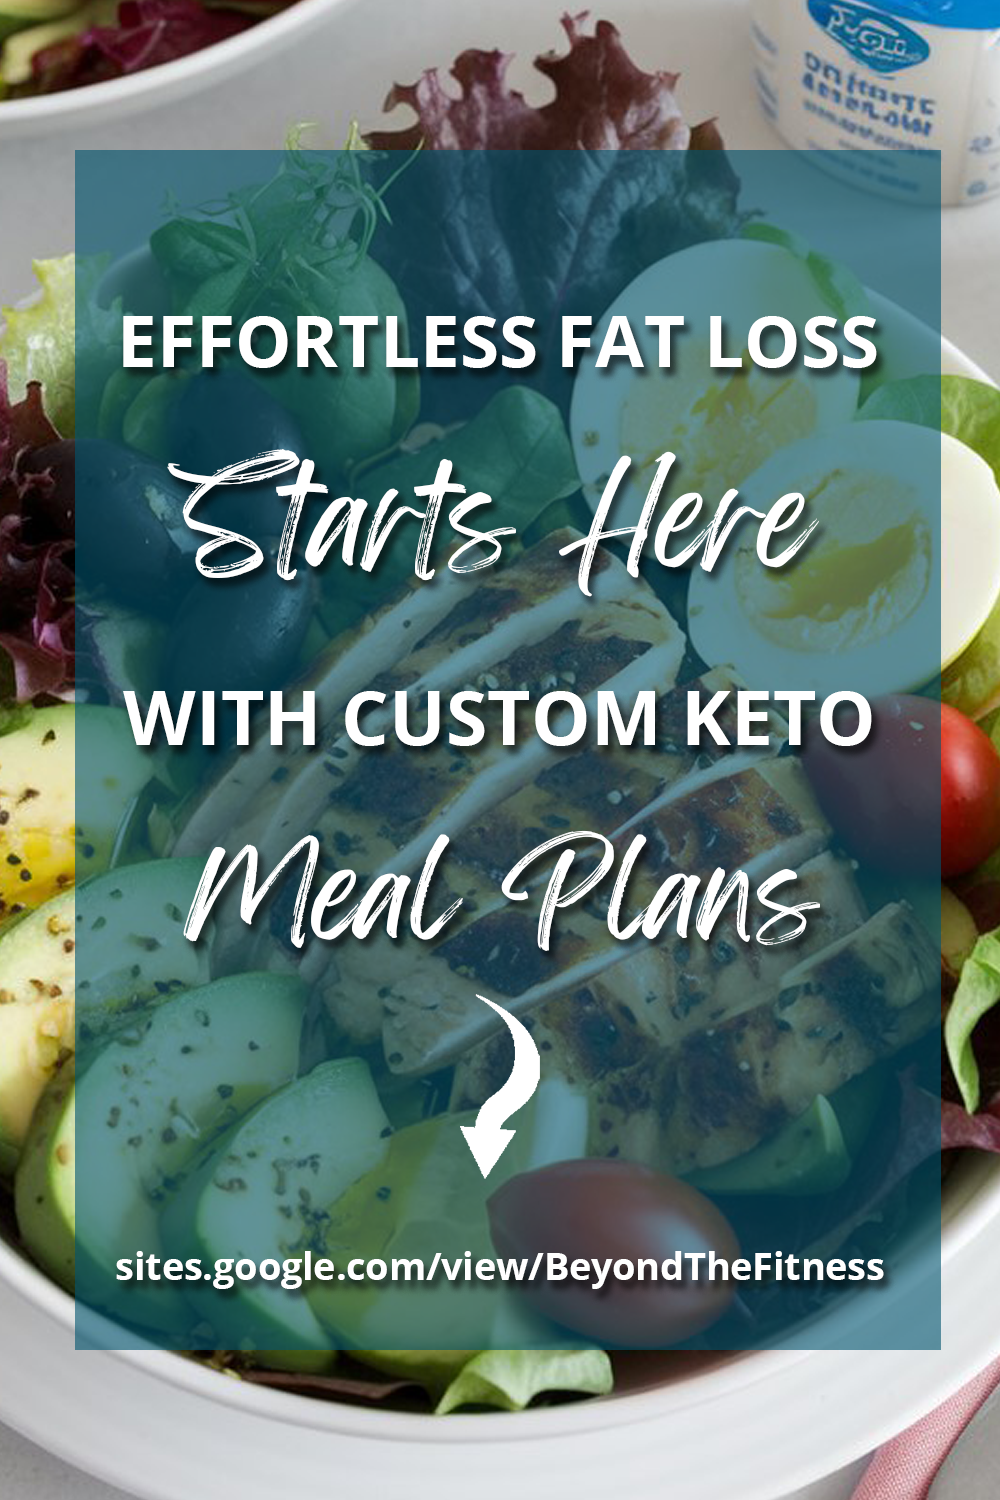 EFFORTLESS FAT LOSS
Starts Here
WITH CUSTOM KETO
Meal Plans
sites.google.com/view/BeyondTheFitness